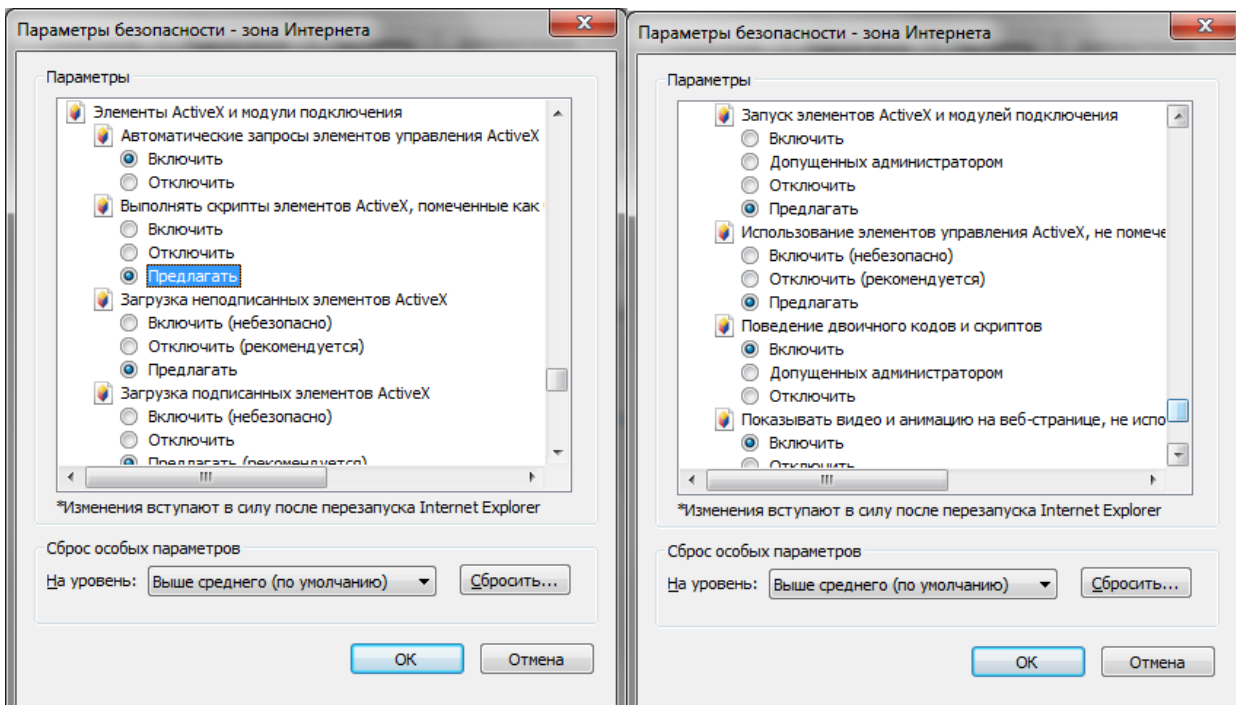 Параметры безопасности - зона Интернета
Параметры
Элементы ActiveX и модули подключения
Автоматические запросы элементов управления ActiveX
Включить
Отключить
Выполнять скрипты элементов ActiveX, помеченные как
Включить
Отключить
Предлагать
Загрузка неподписанных элементов ActiveX
Включить (небезопасно)
Отключить (рекомендуется)
Предлагать
Загрузка подписанных элементов ActiveX
Включить (небезопасно)
Отключить
Предлагать (рекомендуется)
*Изменения вступают в силу после перезапуска Internet Explorer
Сброс особых параметров
На уровень: Выше среднего (по умолчанию) Сбросить...
ОК Отмена
Параметры безопасности - зона Интернета
Параметры
Запуск элементов ActiveX и модулей подключения
Включить
Допущенных администратором
Отключить
Предлагать
Использование элементов управления ActiveX, не помече
Включить (небезопасно)
Отключить (рекомендуется)
Предлагать
Поведение двоичного кодов и скриптов
Включить
Допущенных администратором
Отключить
Показывать видео и анимацию на веб-странице, не испо
Включить
Отключить
*Изменения вступают в силу после перезапуска Internet Explorer
Сброс особых параметров
На уровень: Выше среднего (по умолчанию) Сбросить...
ОК Отмена